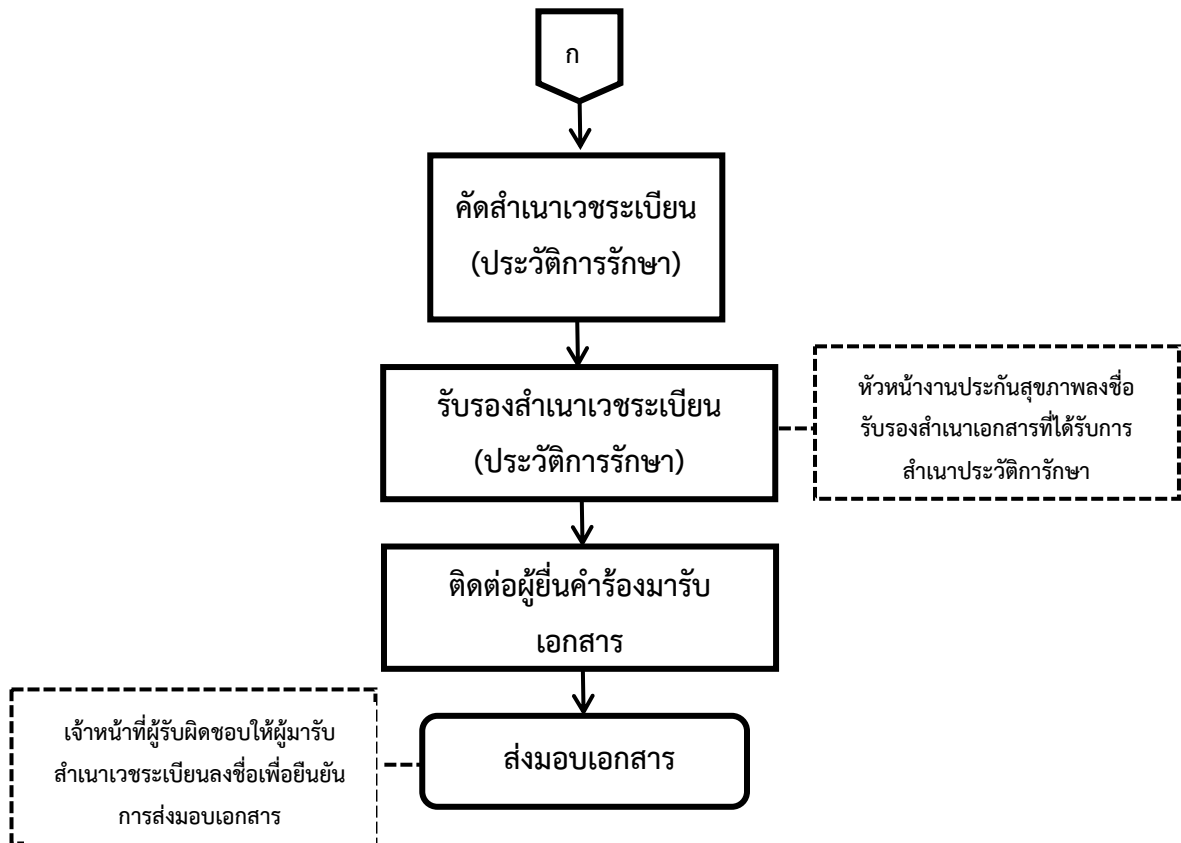 ก
คัดสำเนาเวชระเบียน
(ประวัติการรักษา)
รับรองสำเนาเวชระเบียน
(ประวัติการรักษา)
หัวหน้างานประกันสุขภาพลงชื่อ
รับรองสำเนาเอกสารที่ได้รับการ
สำเนาประวัติการักษา
ติดต่อผู้ยื่นคำร้องมารับ
เอกสาร
เจ้าหน้าที่ผู้รับผิดชอบให้ผู้มารับ
สำเนาเวชระเบียนลงชื่อเพื่อยืนยัน
การส่งมอบเอกสาร
ส่งมอบเอกสาร